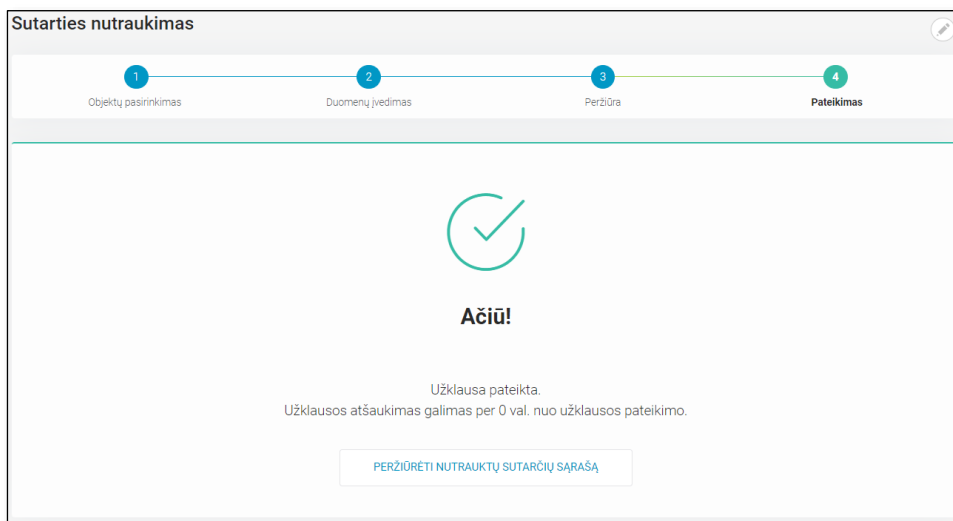 Sutarties nutraukimas
1
2
3
4
Objektų pasirinkimas
Duomenų įvedimas
Peržiūra
Pateikimas
Ačiū!
Užklausa pateikta.
Užklausos atšaukimas galimas per 0 val. nuo užklausos pateikimo.
PERŽIŪRĖTI NUTRAUKTŲ SUTARČIŲ SĄRAŠĄ